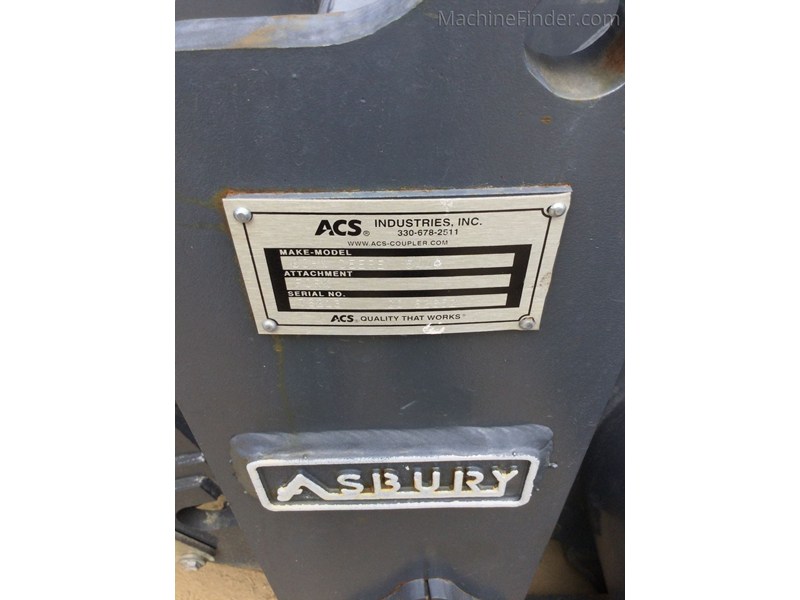 MachineFinder.com
ACS® INDUSTRIES, INC.
330-678-2511
WWW.ACS-COUPLER.COM
MAKE-MODEL
ATTACHMENT
SERIAL NO.
ACS® QUALITY THAT WORKS®
ASBURY